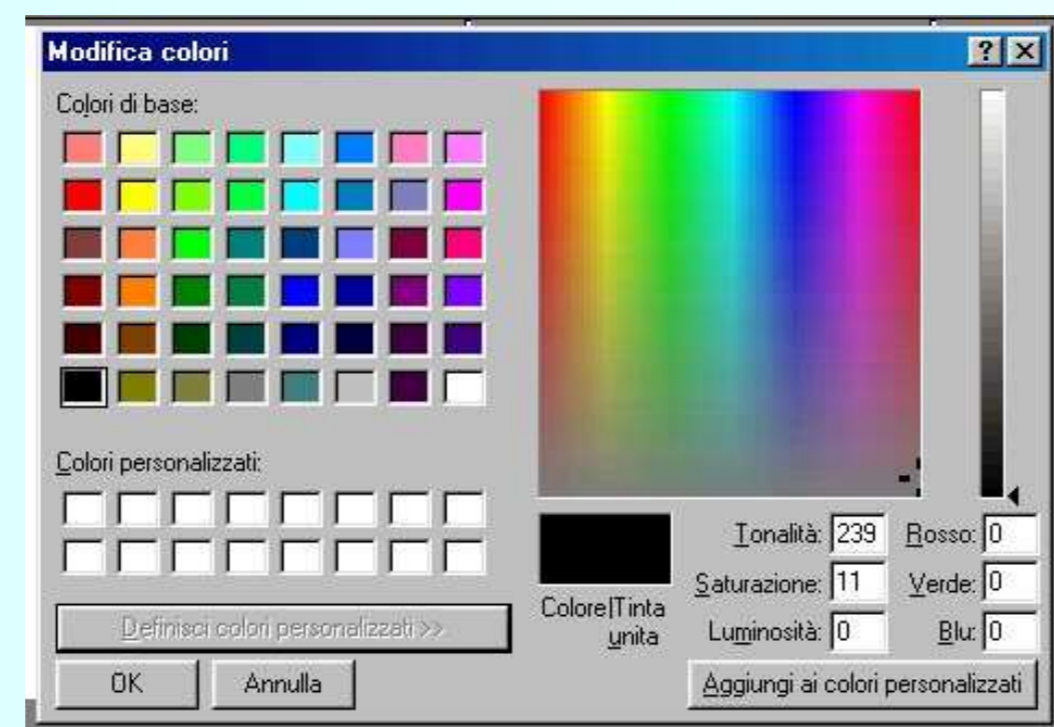 Modifica colori
Colori di base:
Colori personalizzati:
Definisci colori personalizzati >>
OK Annulla
Colore|Tinta
unita
Tonalità: 239 Rosso: 0
Saturazione: 11 Verde: 0
Luminosità: 0 Blu: 0
Aggiungi ai colori personalizzati